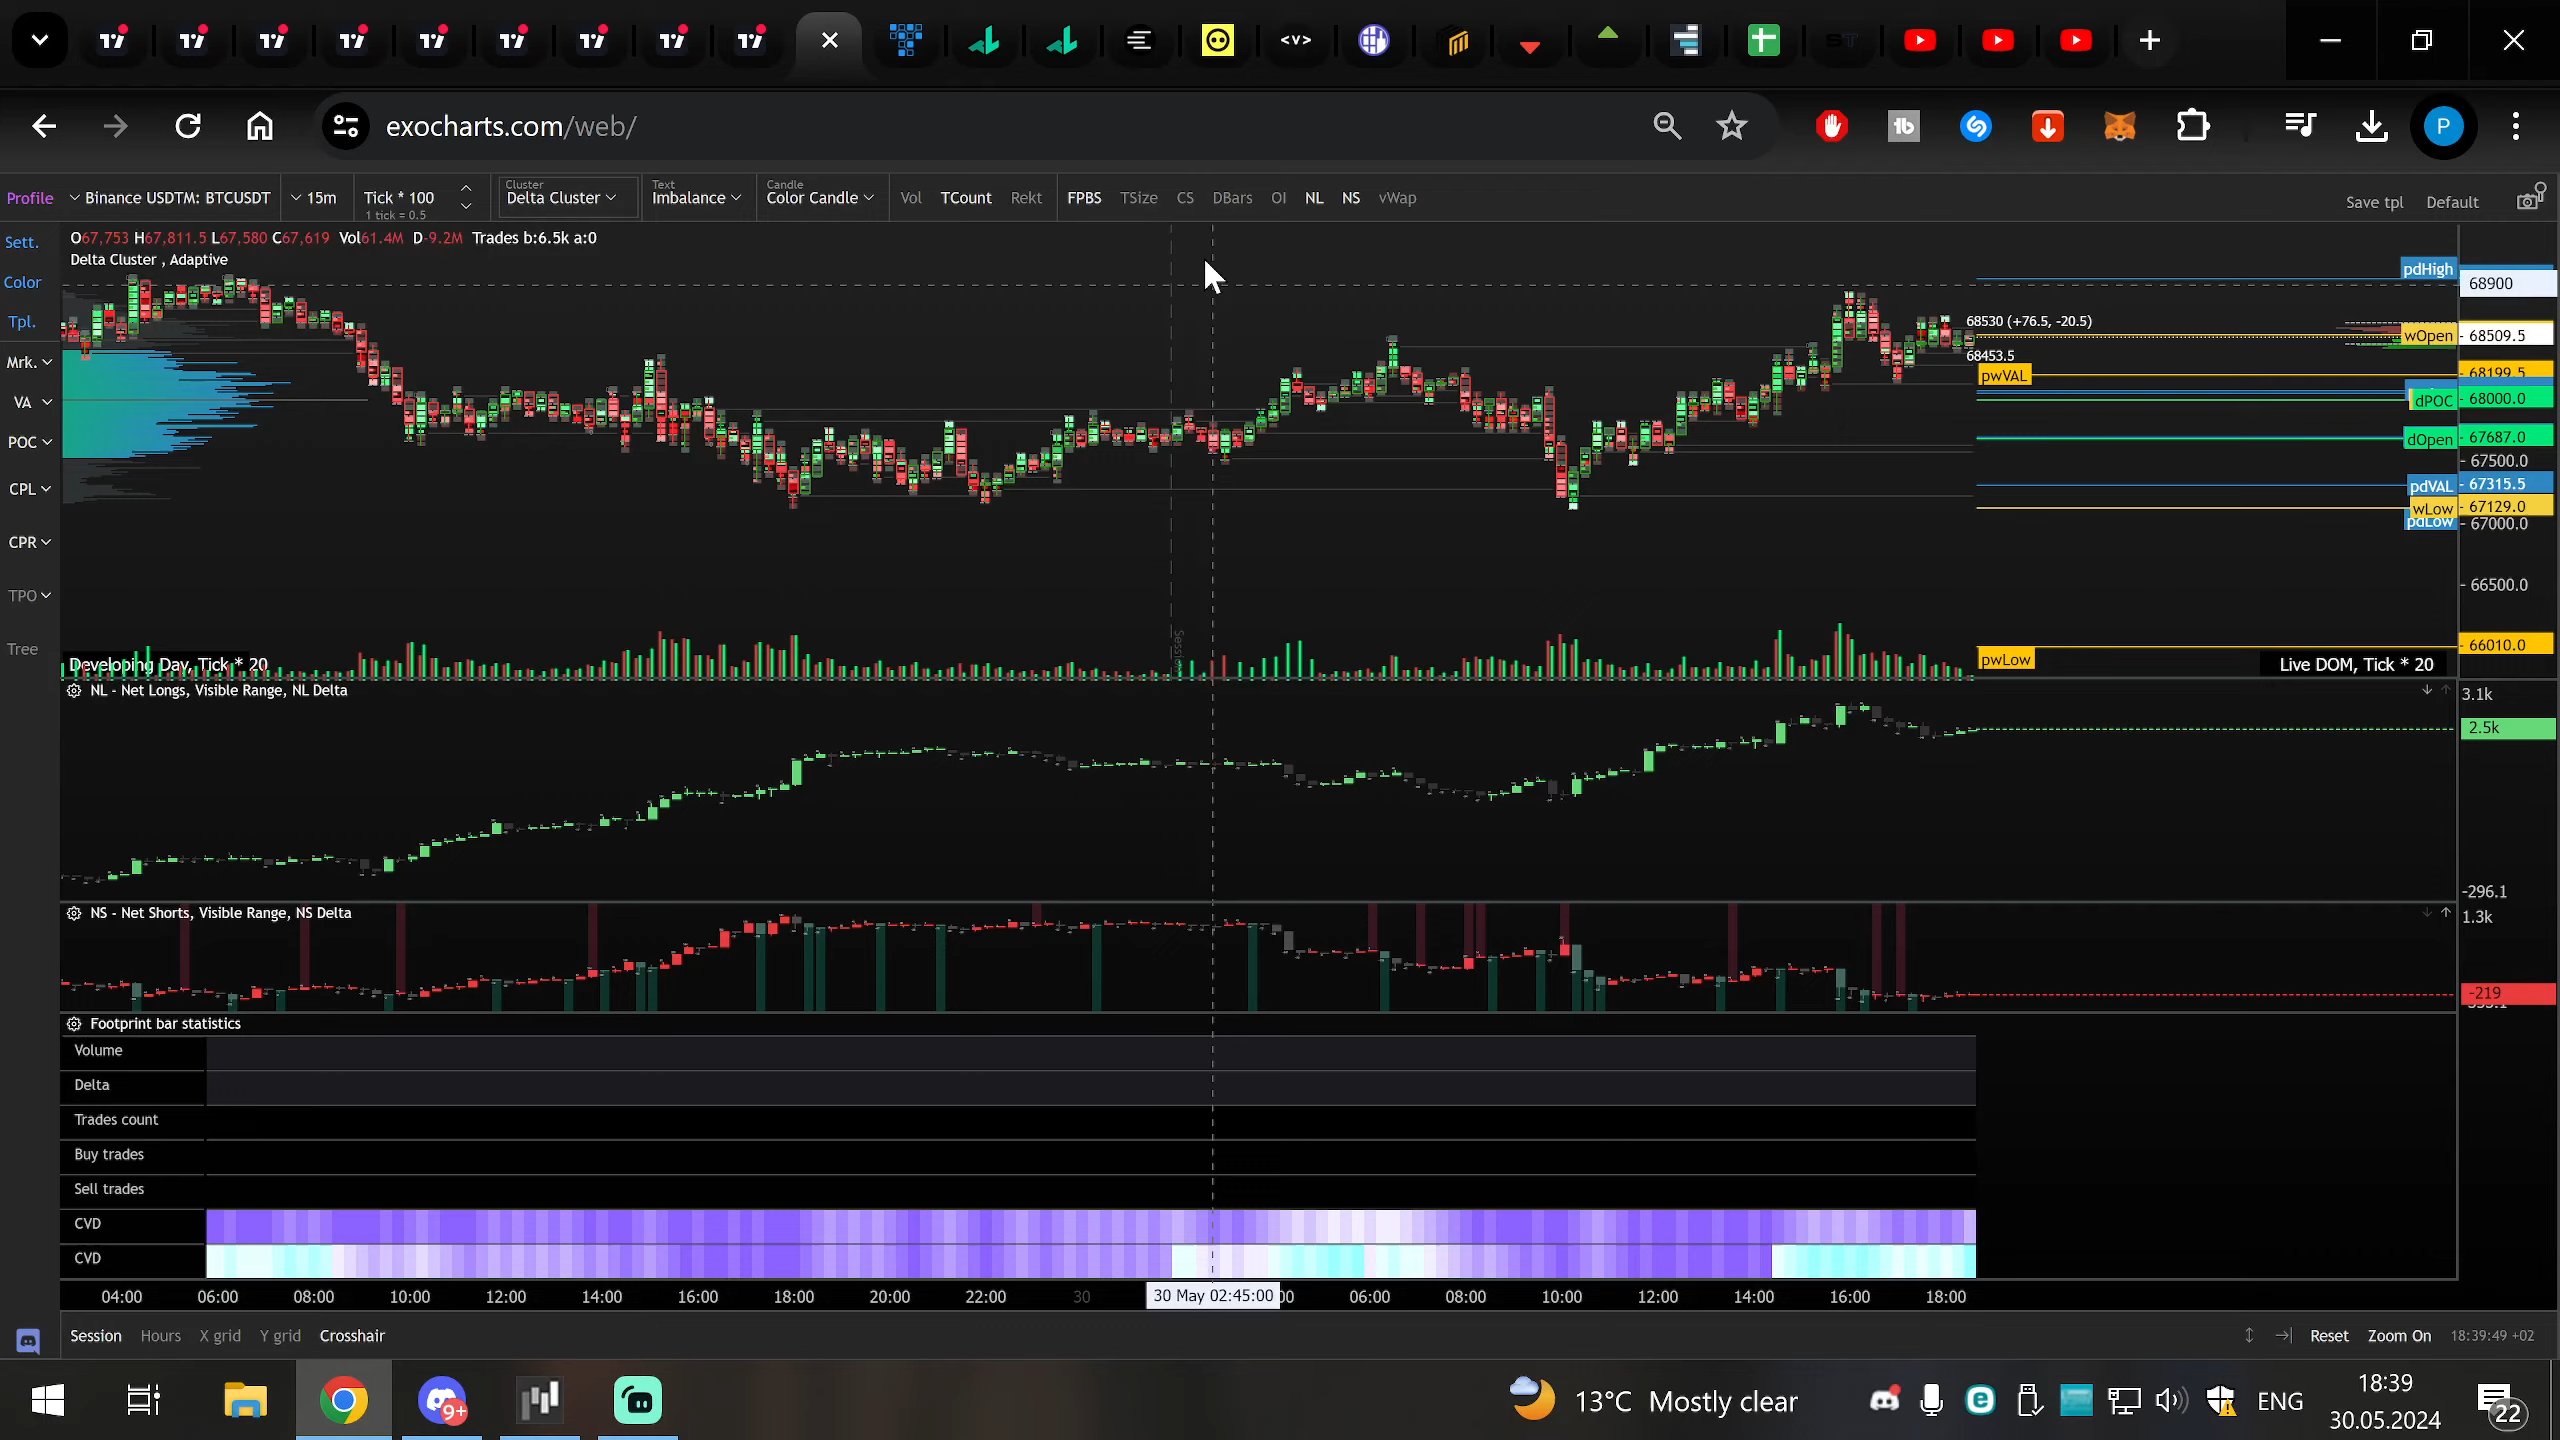 exocharts.com/web/
P
Profile
Binance USDTM: BTCUSDT
15m
Tick * 100
1 tick = 0.5
Cluster
Delta Cluster
Text
Imbalance
Candle
Color Candle
Vol
TCount
Rekt
FPBS
TSize
CS
DBars
OI
NL
NS
vWap
Save tpl
Default
Sett.
Color
Tpl.
Mrk.
VA
POC
CPL
CPR
TPO
Tree
O67,753 H67,811.5 L67,580 C67,619 Vol61.4M D-9.2M Trades b:6.5k a:0
Delta Cluster , Adaptive
pdHigh
68900
68530 (+76.5, -20.5)
wOpen
68509.5
68453.5
pwVAL
68199.5
dPOC
68000.0
dOpen
67687.0
67500.0
pdVAL
67315.5
wLow
67129.0
pdLow
67000.0
66500.0
66010.0
pwLow
Session
Developing Day, Tick * 20
Live DOM, Tick * 20
NL - Net Longs, Visible Range, NL Delta
3.1k
2.5k
-296.1
NS - Net Shorts, Visible Range, NS Delta
1.3k
-219
Footprint bar statistics
Volume
Delta
Trades count
Buy trades
Sell trades
CVD
CVD
04:00 06:00 08:00 10:00 12:00 14:00 16:00 18:00 20:00 22:00 30 30 May 02:45:00 06:00 08:00 10:00 12:00 14:00 16:00 18:00
Session Hours X grid Y grid Crosshair
Reset Zoom On 18:39:49 +02
9+
13°C Mostly clear
ENG
18:39
30.05.2024
22